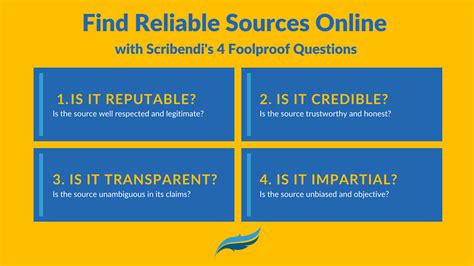 Find Reliable Sources Online
with Scribendi's 4 Foolproof Questions
1.IS IT REPUTABLE?
Is the source well respected and legitimate?
2. IS IT CREDIBLE?
Is the source trustworthy and honest?
3. IS IT TRANSPARENT?
Is the source unambiguous in its claims?
4. IS IT IMPARTIAL?
Is the source unbiased and objective?